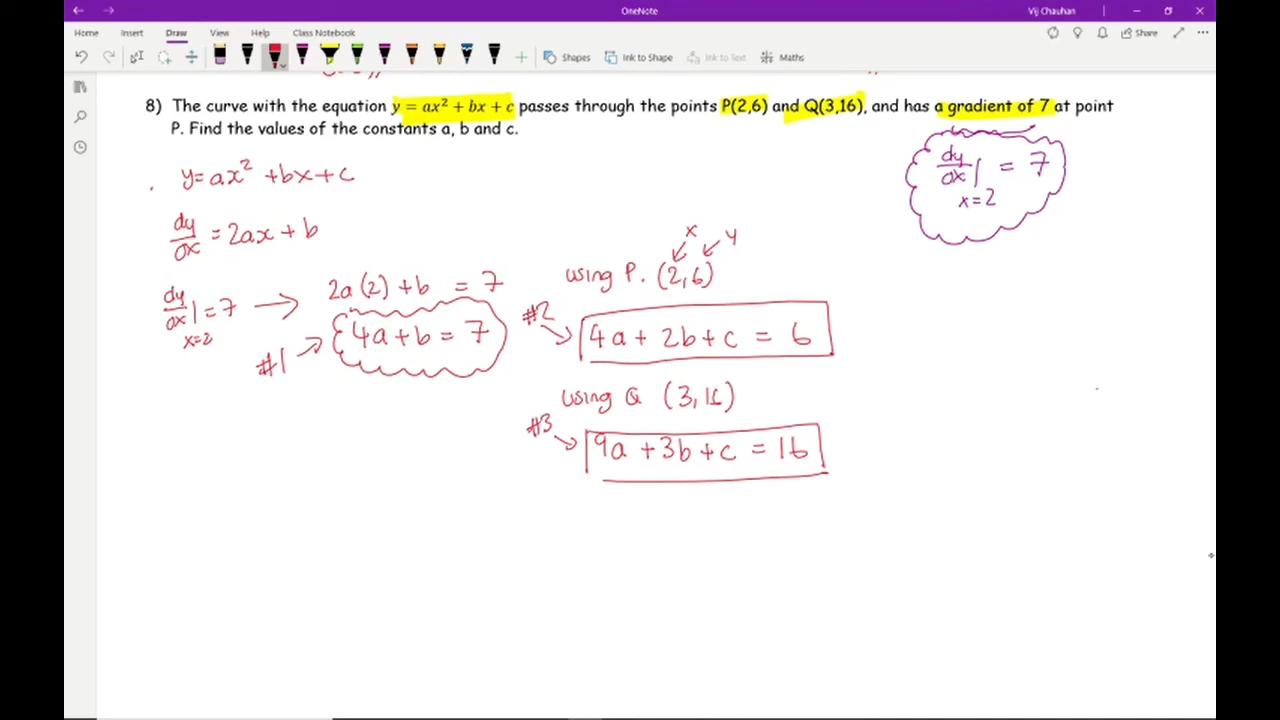 OneNote
Vij Chauhan
Home Insert Draw View Help Class Notebook
Share
Shapes Ink to Shape Ink to Text Maths
8) The curve with the equation y = ax² + bx + c passes through the points P(2,6) and Q(3,16), and has a gradient of 7 at point
P. Find the values of the constants a, b and c.
y = ax² + bx + c
dy/dx = 2ax + b
dy/dx | x=2 = 7 → 2a(2) + b = 7
#1 → 4a + b = 7
dy/dx | x=2 = 7
x y
using P. (2,6)
#2 → 4a + 2b + c = 6
using Q (3,16)
#3 → 9a + 3b + c = 16